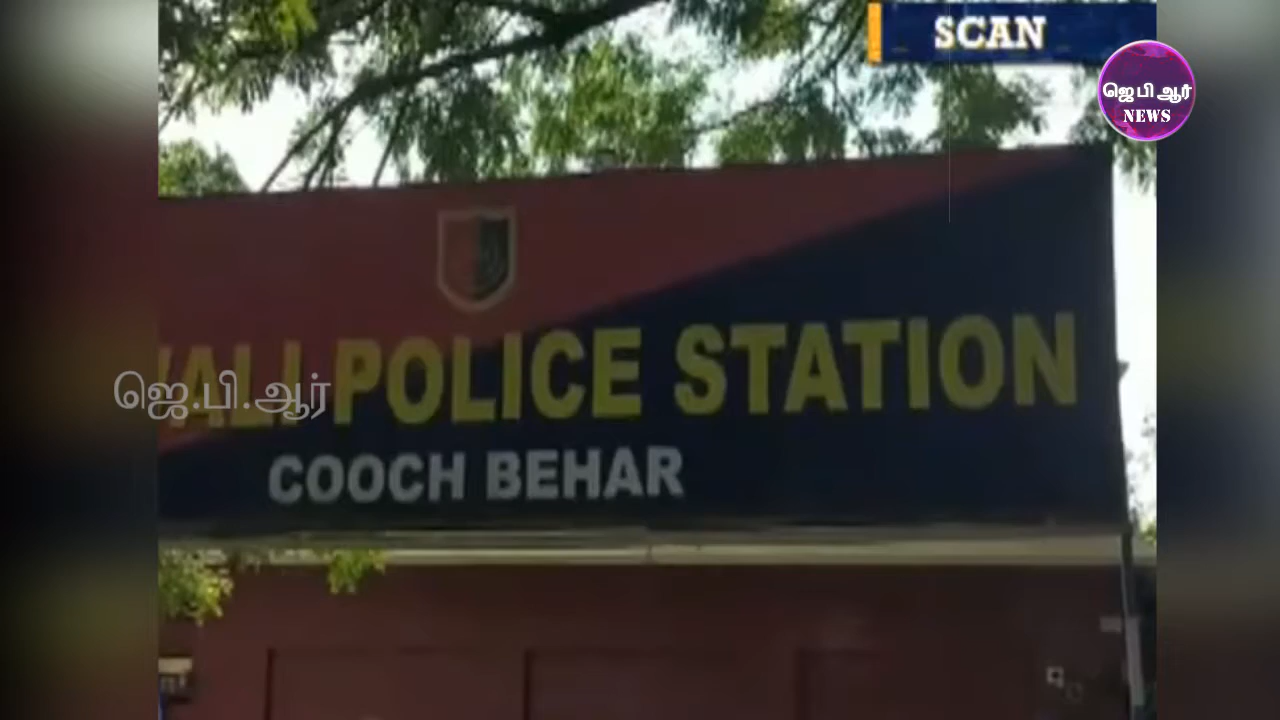 SCAN
ஜெ பி ஆர்
NEWS
POLICE STATION
ஜெ.பி.ஆர்
COOCH BEHAR